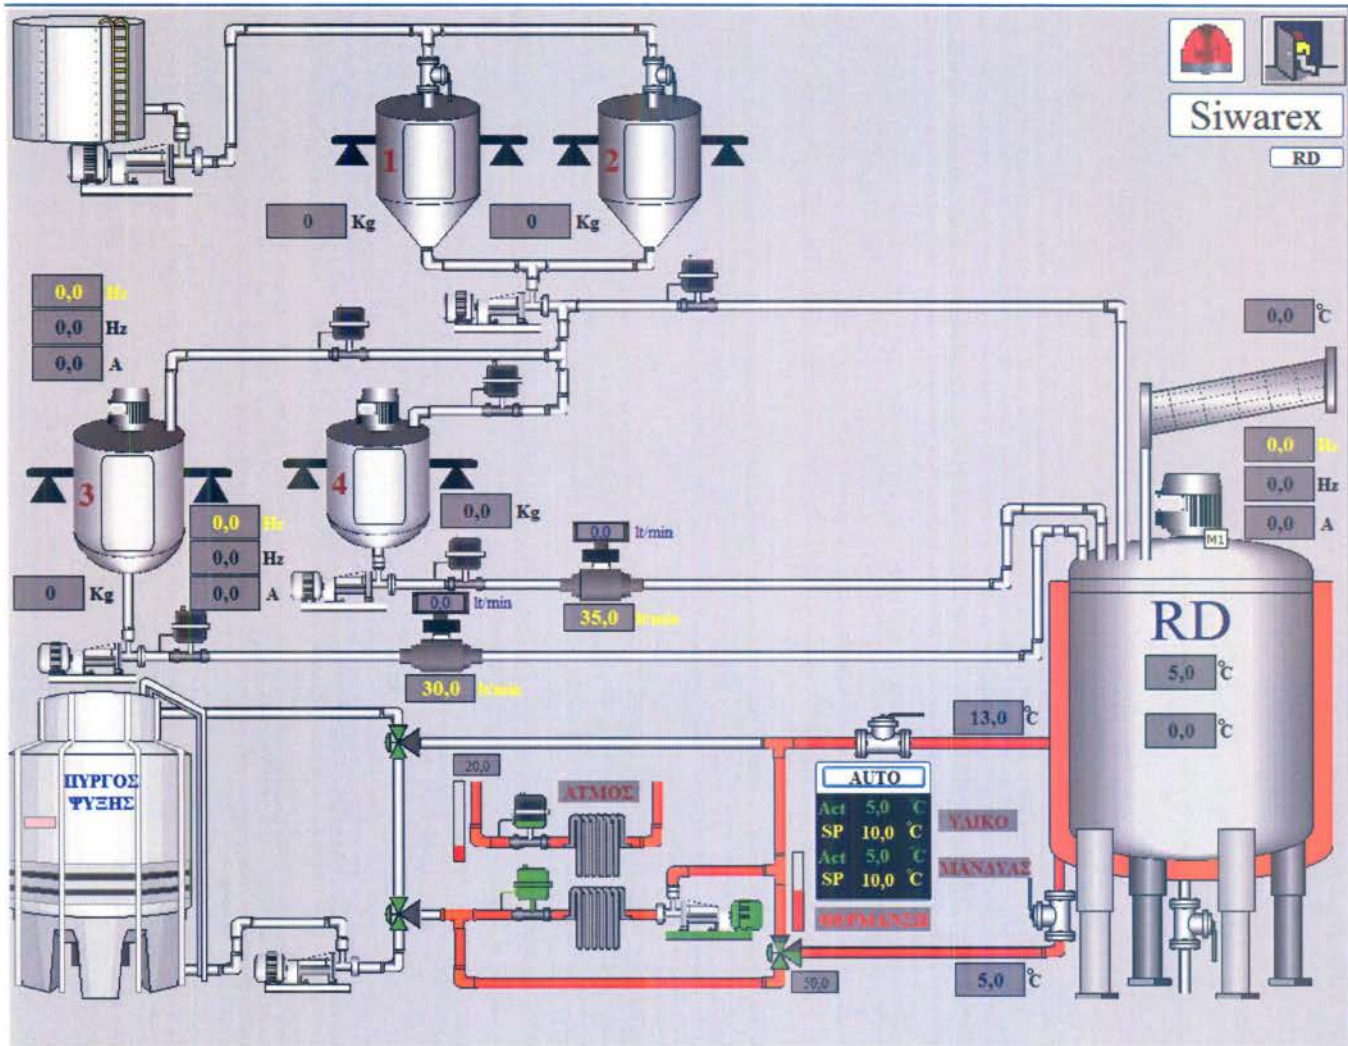 Siwarex
RD
1
2
0 Kg
0 Kg
0,0 Hz
0,0 Hz
0,0 A
0,0 °C
3
4
0,0 Hz
0,0 Hz
0,0 A
0,0 Hz
0,0 Hz
0,0 A
M1
0,0 Kg
0,0 lt/min
35,0 lt/min
0 Kg
0,0 lt/min
30,0 lt/min
RD
5,0 °C
0,0 °C
13,0 °C
ΠΥΡΓΟΣ
ΨΥΞΗΣ
20,0
ΑΤΜΟΣ
AUTO
Act 5,0 °C
SP 10,0 °C
ΥΛΙΚΟ
Act 5,0 °C
SP 10,0 °C
ΜΑΝΔΥΑΣ
ΘΕΡΜΑΝΣΗ
50,0
5,0 °C